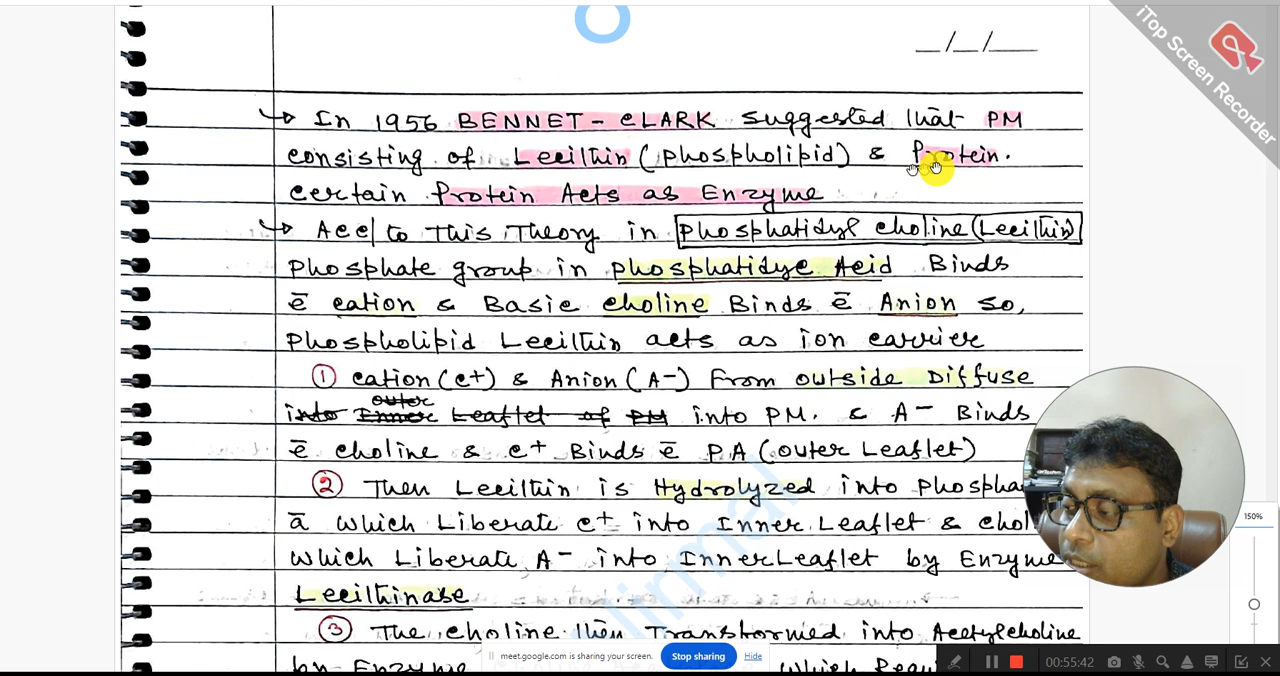 _/_/__
iTop Screen Recorder
→ In 1956 BENNET - CLARK suggested that PM
consisting of Lecithin (phospholipid) & Protein.
certain Protein Acts as Enzyme
→ Acc/ to This Theory in phosphatidyl choline (Lecithin)
phosphate group in phosphatidye Acid Binds
c̄ cation & Basic choline Binds c̄ Anion so,
phospholipid Lecithin acts as ion carrier
① cation (c+) & Anion (A-) From outside Diffuse
outer
into Inner Leaflet of PM into PM. & A- Binds
c̄ choline & c+ Binds c̄ PA (outer Leaflet)
② Then Lecithin is Hydrolyzed into phospha
ā which Liberate c+ into Inner Leaflet & chol
which Liberate A- into Inner Leaflet by Enzyme
Lecithinase
③ The choline then Transformed into Acetylcholine
by Enzyme which Requ
nirmal
meet.google.com is sharing your screen. Stop sharing Hide
150%
00:55:42